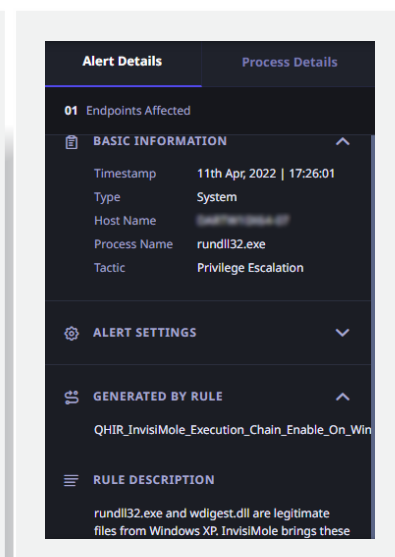 Alert Details Process Details
01 Endpoints Affected
BASIC INFORMATION
Timestamp 11th Apr, 2022 | 17:26:01
Type System
Host Name
Process Name rundll32.exe
Tactic Privilege Escalation
ALERT SETTINGS
GENERATED BY RULE
QHIR_InvisiMole_Execution_Chain_Enable_On_Win
RULE DESCRIPTION
rundll32.exe and wdigest.dll are legitimate
files from Windows XP. InvisiMole brings these